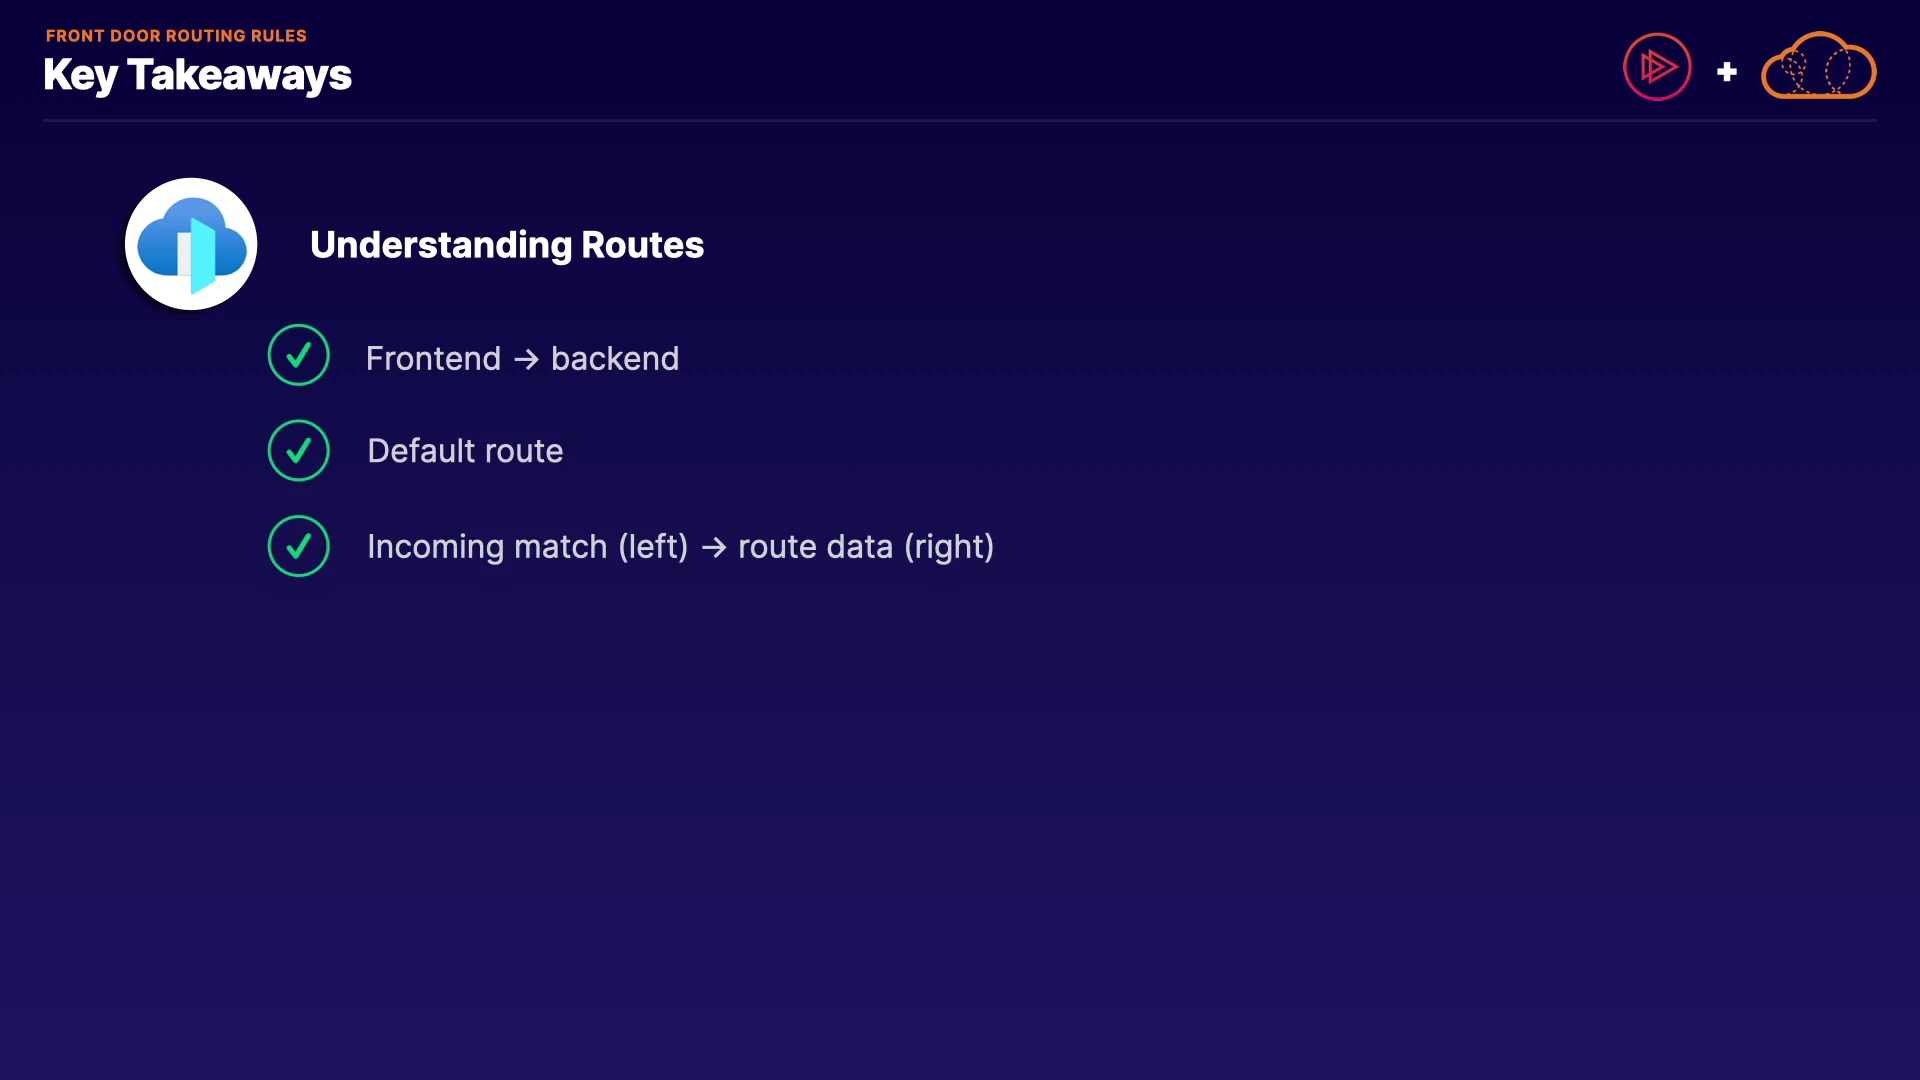 FRONT DOOR ROUTING RULES
Key Takeaways
Understanding Routes
Frontend → backend
Default route
Incoming match (left) → route data (right)